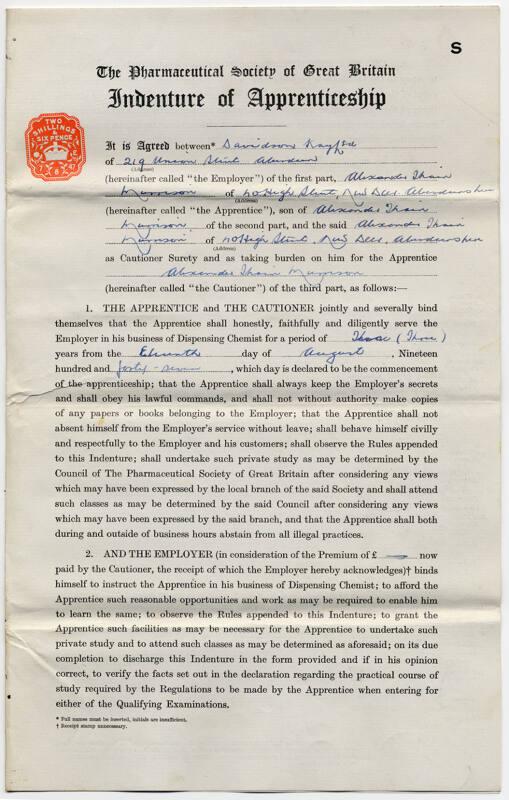 S
The Pharmaceutical Society of Great Britain
Indenture of Apprenticeship
TWO
SHILLINGS
&
SIX PENCE
It is Agreed between* Davidson & Kay Ltd
of 219 Union Street Aberdeen
(Address)
(hereinafter called "the Employer") of the first part, Alexander Thain
Morrison of 40 High Street, New Deer, Aberdeenshire
(Address)
(hereinafter called "the Apprentice"), son of Alexander Thain
Morrison of the second part, and the said Alexander Thain
Morrison of 40 High Street, New Deer, Aberdeenshire
(Address)
as Cautioner Surety and as taking burden on him for the Apprentice
Alexander Thain Morrison
(hereinafter called "the Cautioner") of the third part, as follows:—
1. THE APPRENTICE and THE CAUTIONER jointly and severally bind
themselves that the Apprentice shall honestly, faithfully and diligently serve the
Employer in his business of Dispensing Chemist for a period of Three (Three)
years from the Eleventh day of August, Nineteen
hundred and forty-seven, which day is declared to be the commencement
of the apprenticeship; that the Apprentice shall always keep the Employer's secrets
and shall obey his lawful commands, and shall not without authority make copies
of any papers or books belonging to the Employer; that the Apprentice shall not
absent himself from the Employer's service without leave; shall behave himself civilly
and respectfully to the Employer and his customers; shall observe the Rules appended
to this Indenture; shall undertake such private study as may be determined by the
Council of The Pharmaceutical Society of Great Britain after considering any views
which may have been expressed by the local branch of the said Society and shall attend
such classes as may be determined by the said Council after considering any views
which may have been expressed by the said branch, and that the Apprentice shall both
during and outside of business hours abstain from all illegal practices.
2. AND THE EMPLOYER (in consideration of the Premium of £ — now
paid by the Cautioner, the receipt of which the Employer hereby acknowledges)† binds
himself to instruct the Apprentice in his business of Dispensing Chemist; to afford the
Apprentice such reasonable opportunities and work as may be required to enable him
to learn the same; to observe the Rules appended to this Indenture; to grant the
Apprentice such facilities as may be necessary for the Apprentice to undertake such
private study and to attend such classes as may be determined as aforesaid; on its due
completion to discharge this Indenture in the form provided and if in his opinion
correct, to verify the facts set out in the declaration regarding the practical course of
study required by the Regulations to be made by the Apprentice when entering for
either of the Qualifying Examinations.
* Full names must be inserted, initials are insufficient.
† Receipt stamp unnecessary.